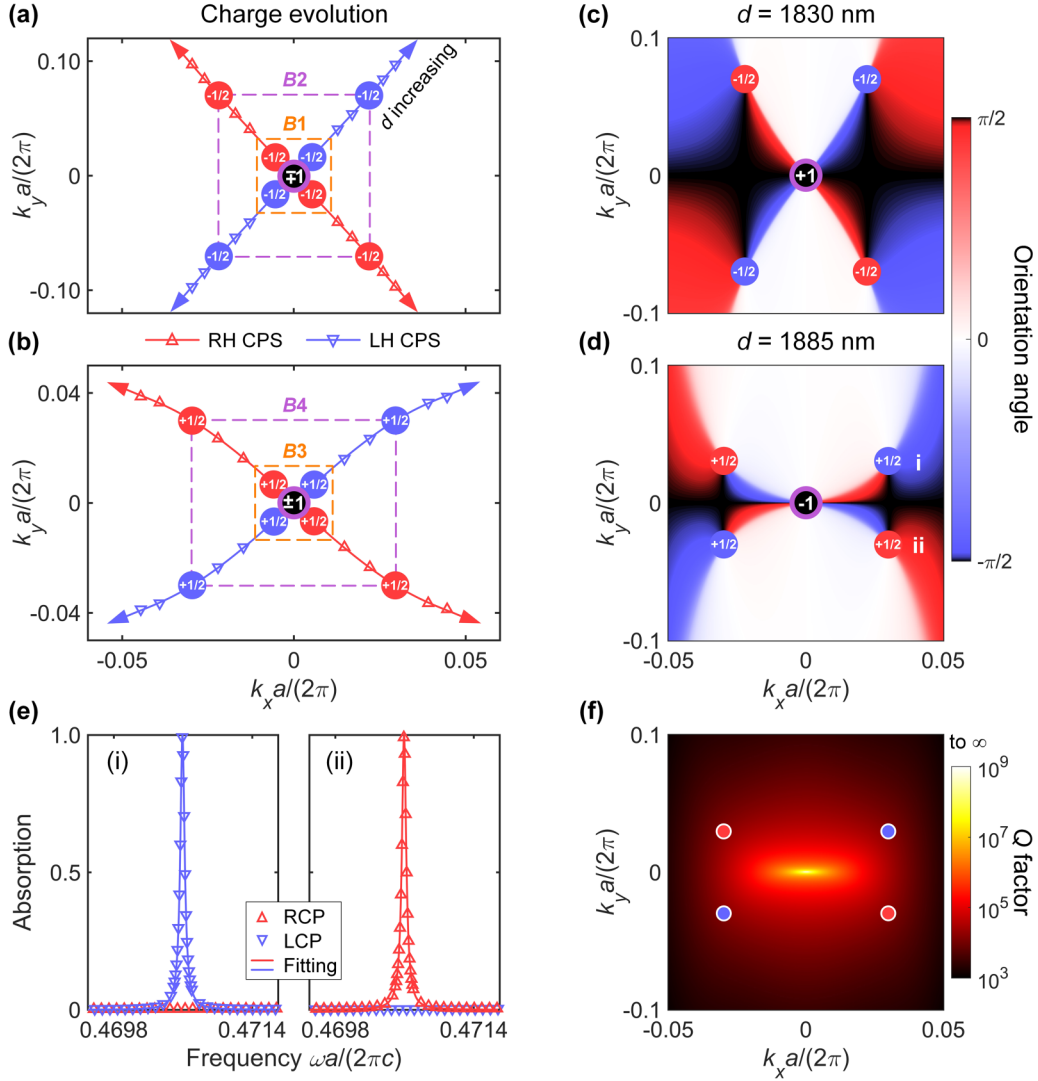 (a)
Charge evolution
0.10
0
-0.10
k_y a/(2π)
B2
B1
d increasing
-1/2
-1/2
-1/2
-1/2
∓1
-1/2
-1/2
-1/2
-1/2
(b)
RH CPS
LH CPS
0.04
0
-0.04
k_y a/(2π)
B4
B3
+1/2
+1/2
+1/2
+1/2
±1
+1/2
+1/2
+1/2
+1/2
-0.05
0
0.05
k_x a/(2π)
(c)
d = 1830 nm
0.1
0
-0.1
k_y a/(2π)
-1/2
-1/2
+1
-1/2
-1/2
(d)
d = 1885 nm
0.1
0
-0.1
k_y a/(2π)
+1/2
+1/2
i
-1
+1/2
+1/2
ii
-0.05
0
0.05
k_x a/(2π)
π/2
0
-π/2
Orientation angle
(e)
1.0
0.5
0
Absorption
(i)
(ii)
RCP
LCP
Fitting
0.4698
0.4714
0.4698
0.4714
Frequency ωa/(2πc)
(f)
0.1
0
-0.1
k_y a/(2π)
-0.05
0
0.05
k_x a/(2π)
to ∞
10⁹
10⁷
10⁵
10³
Q factor